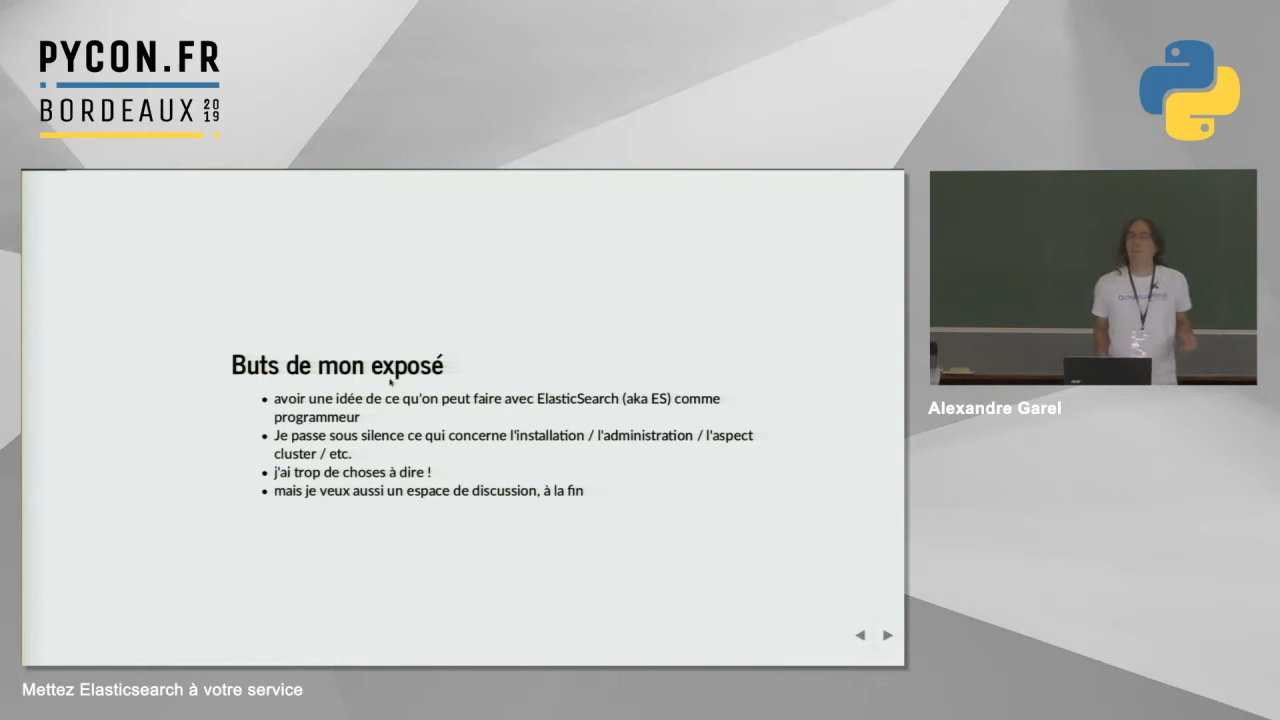 PYCON.FR
BORDEAUX 2019
Buts de mon exposé
• avoir une idée de ce qu'on peut faire avec ElasticSearch (aka ES) comme
programmeur
• Je passe sous silence ce qui concerne l'installation / l'administration / l'aspect
cluster / etc.
• j'ai trop de choses à dire !
• mais je veux aussi un espace de discussion, à la fin
Alexandre Garel
Mettez Elasticsearch à votre service